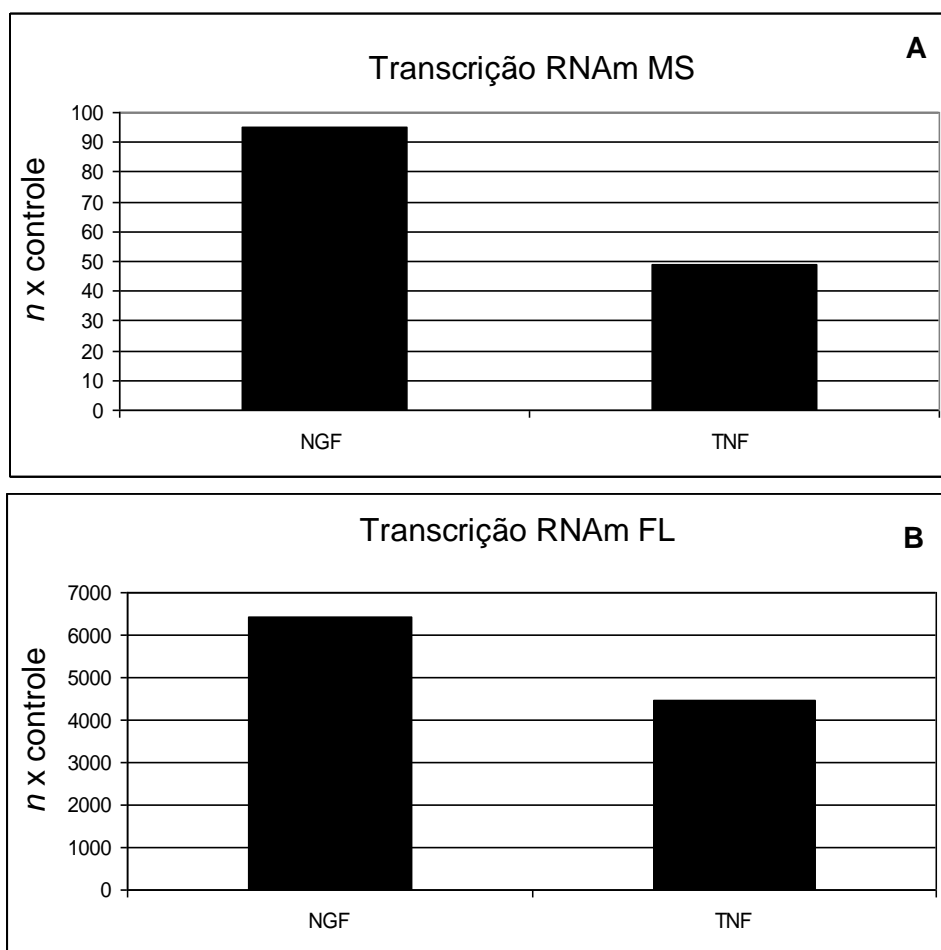 A
Transcrição RNAm MS
n x controle
100
90
80
70
60
50
40
30
20
10
0
NGF
TNF
B
Transcrição RNAm FL
n x controle
7000
6000
5000
4000
3000
2000
1000
0
NGF
TNF